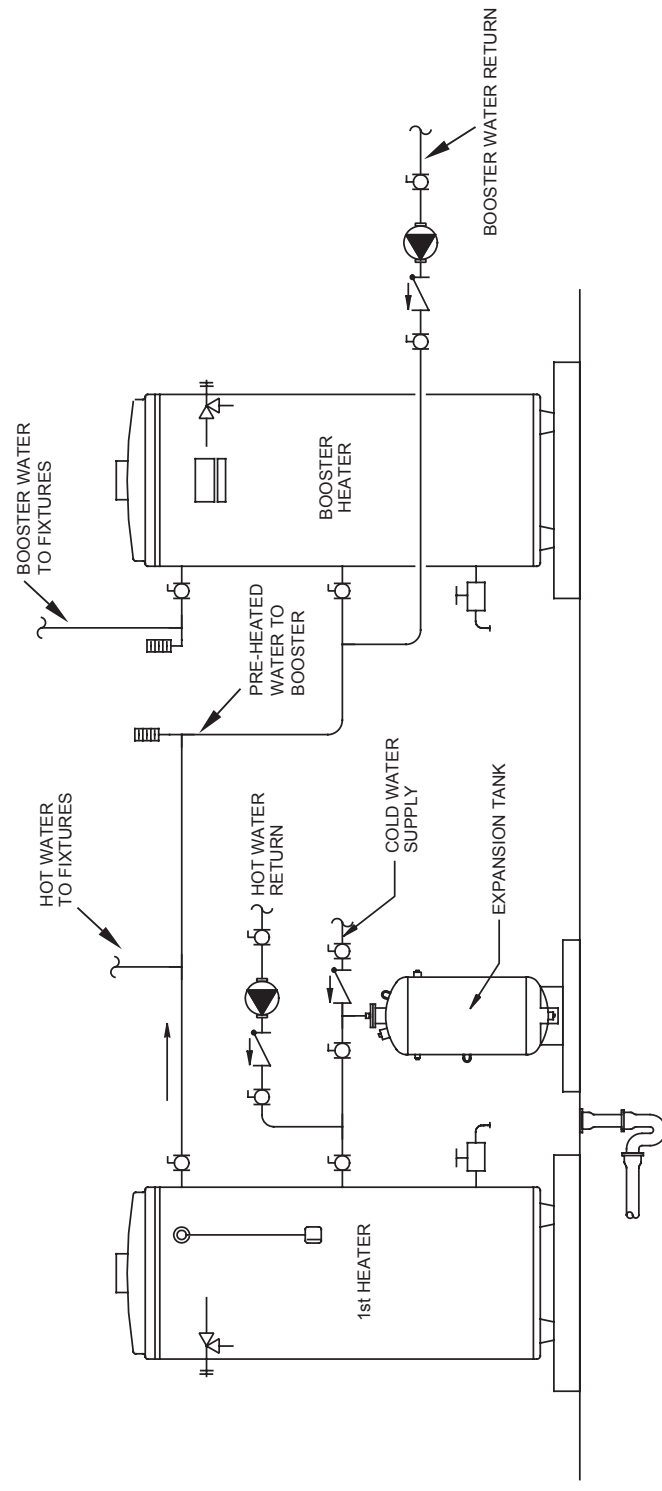 HOT WATER
TO FIXTURES
BOOSTER WATER
TO FIXTURES
PRE-HEATED
WATER TO
BOOSTER
HOT WATER
RETURN
COLD WATER
SUPPLY
EXPANSION TANK
1st HEATER
BOOSTER
HEATER
BOOSTER WATER RETURN